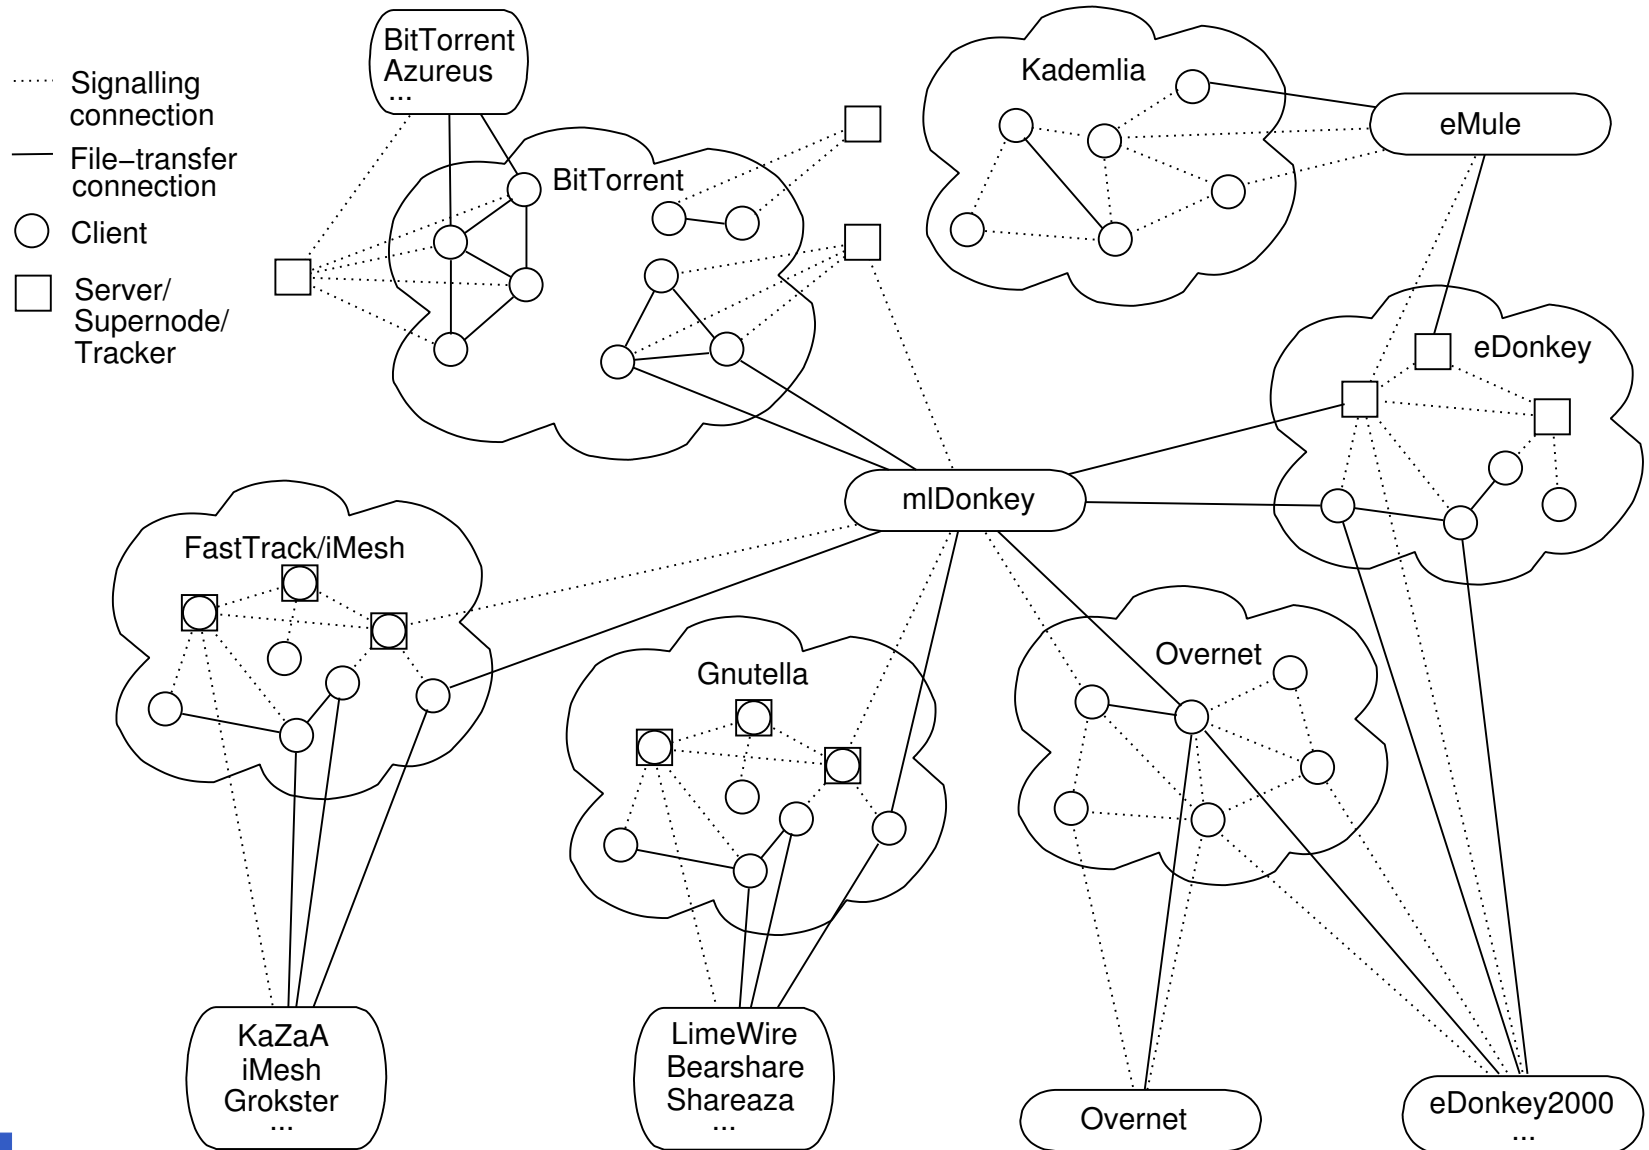 BitTorrent
Azureus
...
Signalling
connection
File−transfer
connection
Client
Server/
Supernode/
Tracker
BitTorrent
Kademlia
eMule
eDonkey
mlDonkey
FastTrack/iMesh
Gnutella
Overnet
KaZaA
iMesh
Grokster
...
LimeWire
Bearshare
Shareaza
...
Overnet
eDonkey2000
...